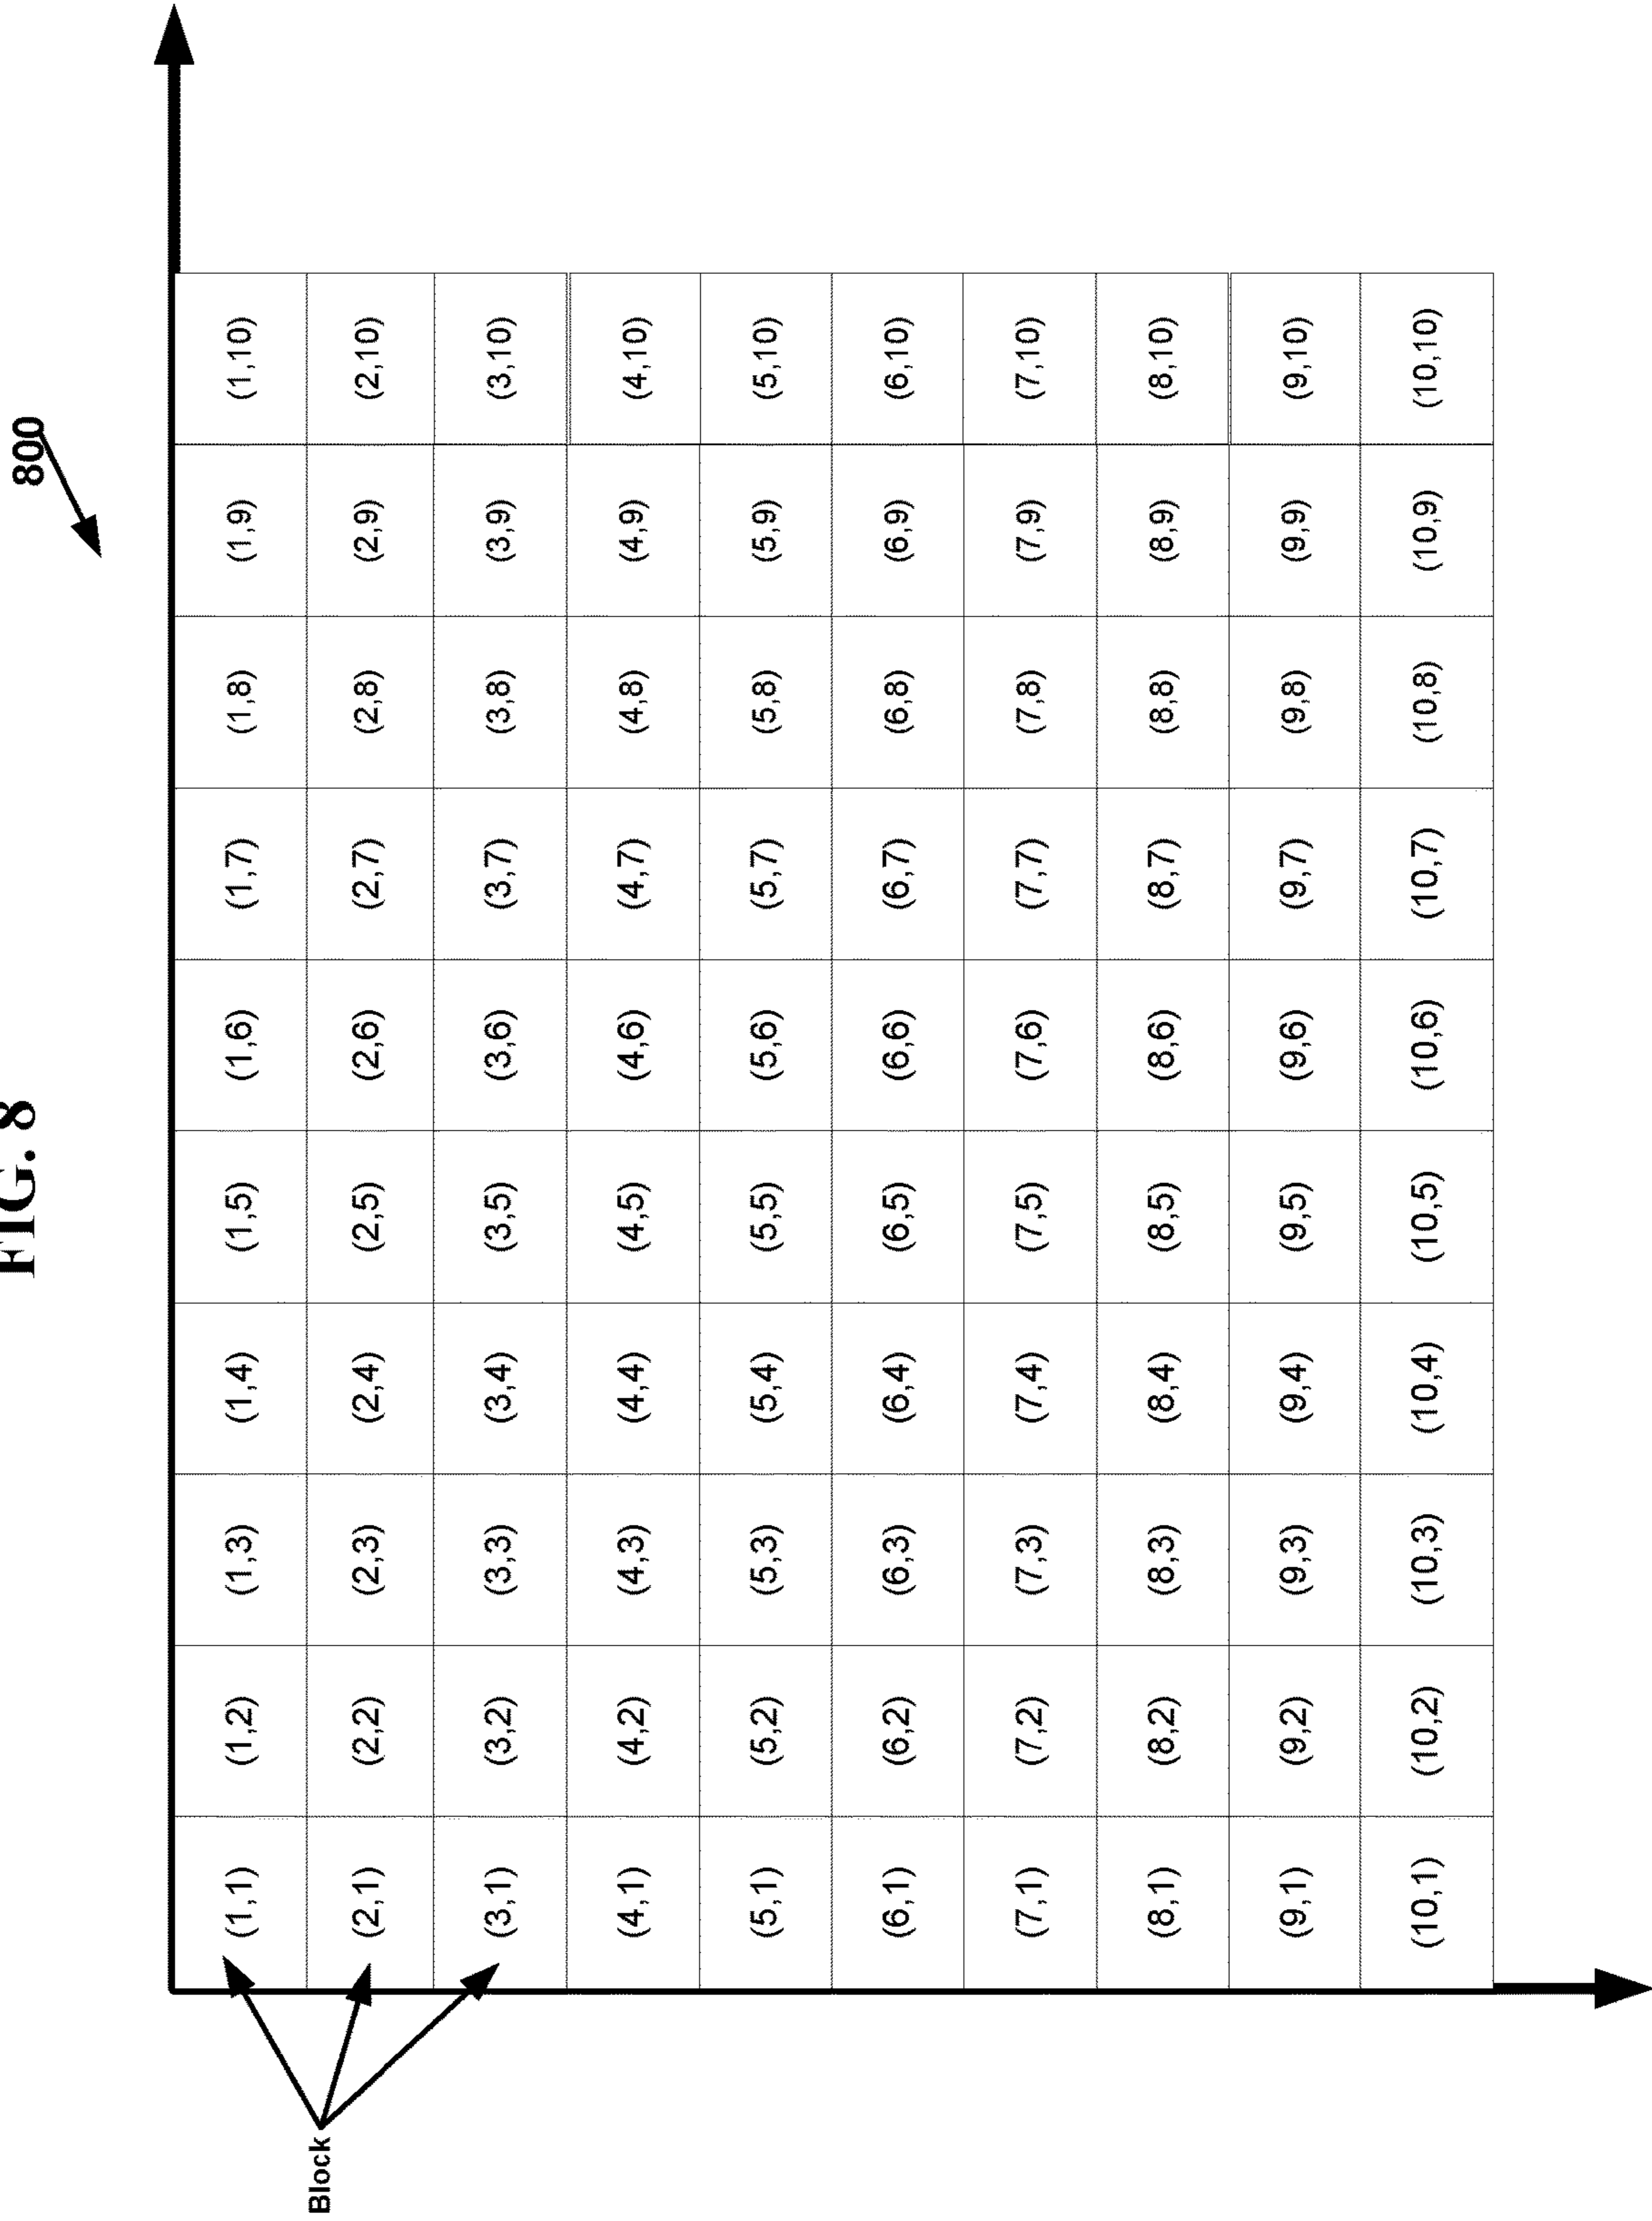 FIG. 8
800
Block
(1,1) (1,2) (1,3) (1,4) (1,5) (1,6) (1,7) (1,8) (1,9) (1,10)
(2,1) (2,2) (2,3) (2,4) (2,5) (2,6) (2,7) (2,8) (2,9) (2,10)
(3,1) (3,2) (3,3) (3,4) (3,5) (3,6) (3,7) (3,8) (3,9) (3,10)
(4,1) (4,2) (4,3) (4,4) (4,5) (4,6) (4,7) (4,8) (4,9) (4,10)
(5,1) (5,2) (5,3) (5,4) (5,5) (5,6) (5,7) (5,8) (5,9) (5,10)
(6,1) (6,2) (6,3) (6,4) (6,5) (6,6) (6,7) (6,8) (6,9) (6,10)
(7,1) (7,2) (7,3) (7,4) (7,5) (7,6) (7,7) (7,8) (7,9) (7,10)
(8,1) (8,2) (8,3) (8,4) (8,5) (8,6) (8,7) (8,8) (8,9) (8,10)
(9,1) (9,2) (9,3) (9,4) (9,5) (9,6) (9,7) (9,8) (9,9) (9,10)
(10,1) (10,2) (10,3) (10,4) (10,5) (10,6) (10,7) (10,8) (10,9) (10,10)